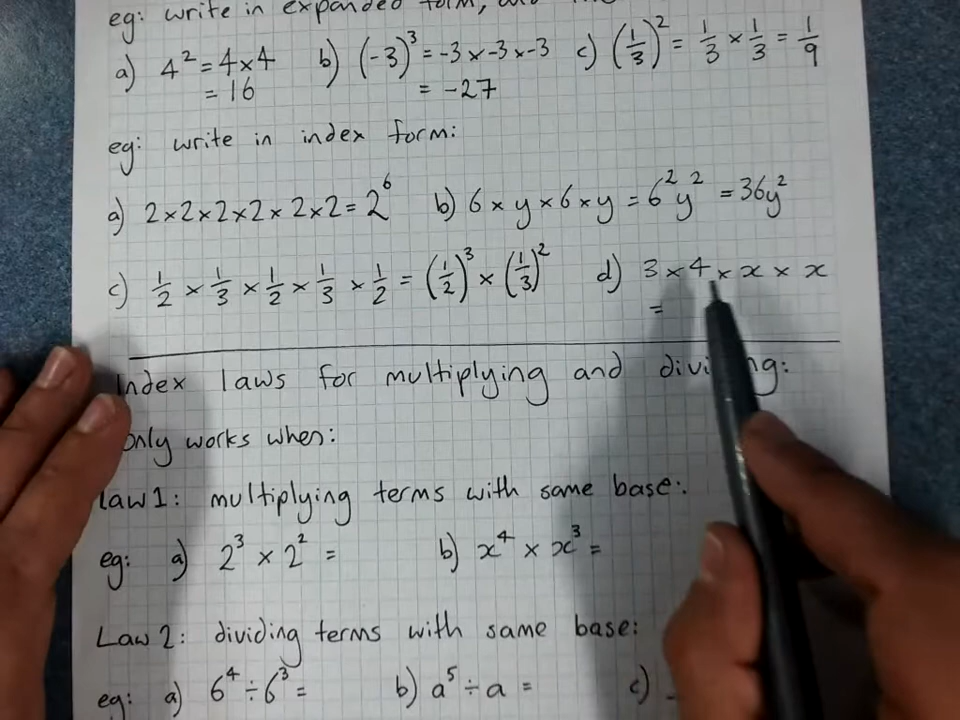 eg: write in expanded form, and
a) 4² = 4×4 b) (-3)³ = -3 × -3 × -3 c) (1/3)² = 1/3 × 1/3 = 1/9
= 16 = -27
eg: write in index form:
a) 2×2×2×2×2×2 = 2⁶ b) 6 × y × 6 × y = 6²y² = 36y²
c) 1/2 × 1/3 × 1/2 × 1/3 × 1/2 = (1/2)³ × (1/3)² d) 3 × 4 × x × x
=
Index laws for multiplying and dividing:
only works when:
Law 1: multiplying terms with same base:
eg: a) 2³ × 2² = b) x⁴ × x³ =
Law 2: dividing terms with same base:
eg: a) 6⁴ ÷ 6³ = b) a⁵ ÷ a = c)